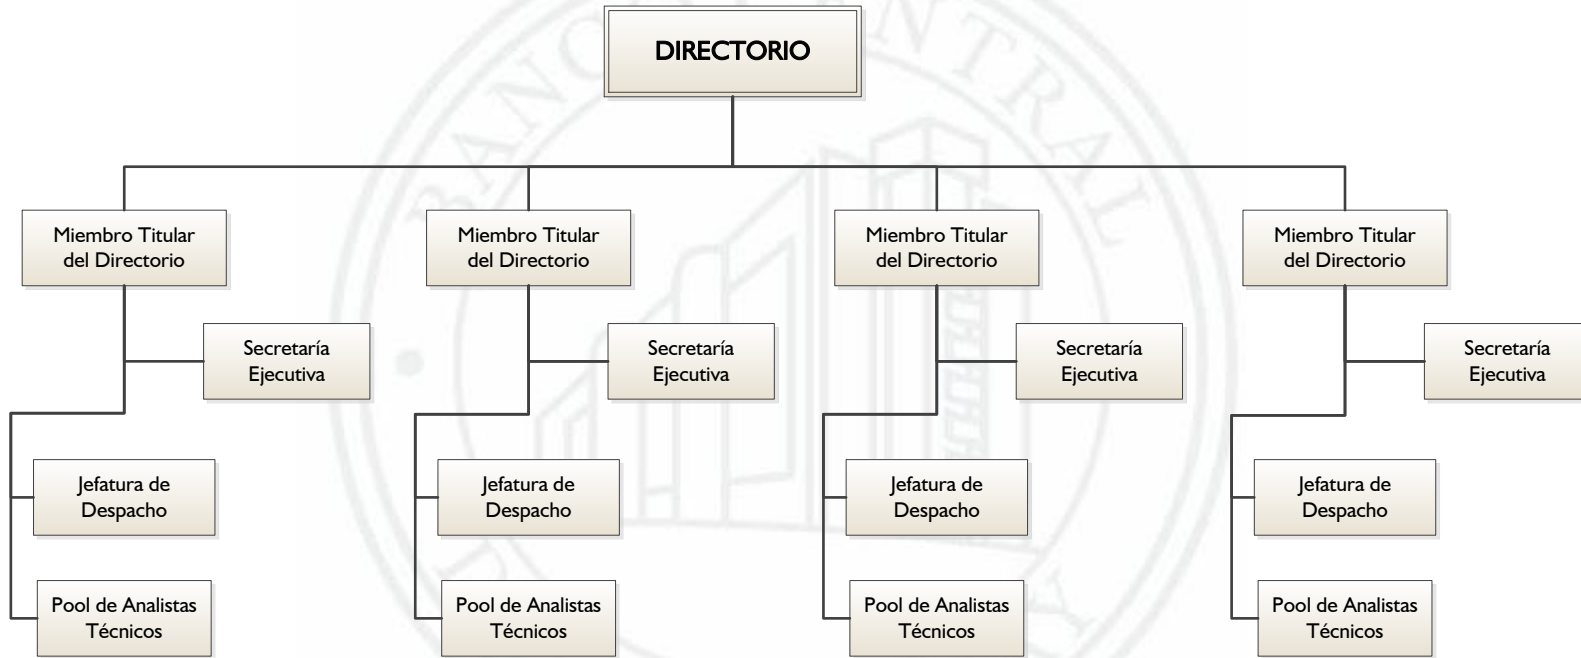 DIRECTORIO
Miembro Titular
del Directorio
Miembro Titular
del Directorio
Miembro Titular
del Directorio
Miembro Titular
del Directorio
Secretaría
Ejecutiva
Secretaría
Ejecutiva
Secretaría
Ejecutiva
Secretaría
Ejecutiva
Jefatura de
Despacho
Jefatura de
Despacho
Jefatura de
Despacho
Jefatura de
Despacho
Pool de Analistas
Técnicos
Pool de Analistas
Técnicos
Pool de Analistas
Técnicos
Pool de Analistas
Técnicos
BANCO CENTRAL